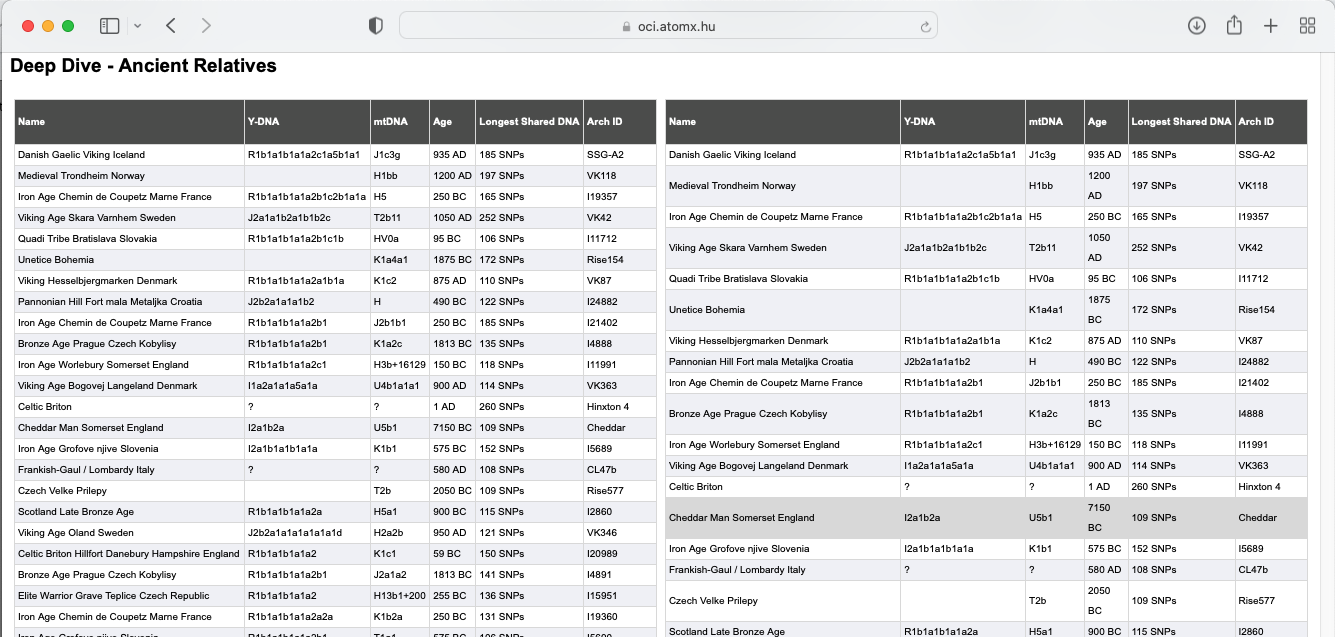 oci.atomx.hu
Deep Dive - Ancient Relatives
Name Y-DNA mtDNA Age Longest Shared DNA Arch ID
Danish Gaelic Viking Iceland R1b1a1b1a1a2c1a5b1a1 J1c3g 935 AD 185 SNPs SSG-A2
Medieval Trondheim Norway H1bb 1200 AD 197 SNPs VK118
Iron Age Chemin de Coupetz Marne France R1b1a1b1a1a2b1c2b1a1a H5 250 BC 165 SNPs I19357
Viking Age Skara Varnhem Sweden J2a1a1b2a1b1b2c T2b11 1050 AD 252 SNPs VK42
Quadi Tribe Bratislava Slovakia R1b1a1b1a1a2b1c1b HV0a 95 BC 106 SNPs I11712
Unetice Bohemia K1a4a1 1875 BC 172 SNPs Rise154
Viking Hesselbjergmarken Denmark R1b1a1b1a1a2a1b1a K1c2 875 AD 110 SNPs VK87
Pannonian Hill Fort mala Metaljka Croatia J2b2a1a1a1b2 H 490 BC 122 SNPs I24882
Iron Age Chemin de Coupetz Marne France R1b1a1b1a1a2b1 J2b1b1 250 BC 185 SNPs I21402
Bronze Age Prague Czech Kobylisy R1b1a1b1a1a2b1 K1a2c 1813 BC 135 SNPs I4888
Iron Age Worlebury Somerset England R1b1a1b1a1a2c1 H3b+16129 150 BC 118 SNPs I11991
Viking Age Bogovej Langeland Denmark I1a2a1a1a5a1a U4b1a1a1 900 AD 114 SNPs VK363
Celtic Briton ? ? 1 AD 260 SNPs Hinxton 4
Cheddar Man Somerset England I2a1b2a U5b1 7150 BC 109 SNPs Cheddar
Iron Age Grofove njive Slovenia I2a1b1a1b1a1a K1b1 575 BC 152 SNPs I5689
Frankish-Gaul / Lombardy Italy ? ? 580 AD 108 SNPs CL47b
Czech Velke Prilepy T2b 2050 BC 109 SNPs Rise577
Scotland Late Bronze Age R1b1a1b1a1a2a H5a1 900 BC 115 SNPs I2860
Viking Age Oland Sweden J2b2a1a1a1a1a1a1d H2a2b 950 AD 121 SNPs VK346
Celtic Briton Hillfort Danebury Hampshire England R1b1a1b1a1a2 K1c1 59 BC 150 SNPs I20989
Bronze Age Prague Czech Kobylisy R1b1a1b1a1a2b1 J2a1a2 1813 BC 141 SNPs I4891
Elite Warrior Grave Teplice Czech Republic R1b1a1b1a1a2 H13b1+200 255 BC 136 SNPs I15951
Iron Age Chemin de Coupetz Marne France R1b1a1b1a1a2a2a K1b2a 250 BC 131 SNPs I19360
Name Y-DNA mtDNA Age Longest Shared DNA Arch ID
Danish Gaelic Viking Iceland R1b1a1b1a1a2c1a5b1a1 J1c3g 935 AD 185 SNPs SSG-A2
Medieval Trondheim Norway H1bb 1200
AD 197 SNPs VK118
Iron Age Chemin de Coupetz Marne France R1b1a1b1a1a2b1c2b1a1a H5 250 BC 165 SNPs I19357
Viking Age Skara Varnhem Sweden J2a1a1b2a1b1b2c T2b11 1050
AD 252 SNPs VK42
Quadi Tribe Bratislava Slovakia R1b1a1b1a1a2b1c1b HV0a 95 BC 106 SNPs I11712
Unetice Bohemia K1a4a1 1875
BC 172 SNPs Rise154
Viking Hesselbjergmarken Denmark R1b1a1b1a1a2a1b1a K1c2 875 AD 110 SNPs VK87
Pannonian Hill Fort mala Metaljka Croatia J2b2a1a1a1b2 H 490 BC 122 SNPs I24882
Iron Age Chemin de Coupetz Marne France R1b1a1b1a1a2b1 J2b1b1 250 BC 185 SNPs I21402
Bronze Age Prague Czech Kobylisy R1b1a1b1a1a2b1 K1a2c 1813
BC 135 SNPs I4888
Iron Age Worlebury Somerset England R1b1a1b1a1a2c1 H3b+16129 150 BC 118 SNPs I11991
Viking Age Bogovej Langeland Denmark I1a2a1a1a5a1a U4b1a1a1 900 AD 114 SNPs VK363
Celtic Briton ? ? 1 AD 260 SNPs Hinxton 4
Cheddar Man Somerset England I2a1b2a U5b1 7150
BC 109 SNPs Cheddar
Iron Age Grofove njive Slovenia I2a1b1a1b1a1a K1b1 575 BC 152 SNPs I5689
Frankish-Gaul / Lombardy Italy ? ? 580 AD 108 SNPs CL47b
Czech Velke Prilepy T2b 2050
BC 109 SNPs Rise577
Scotland Late Bronze Age R1b1a1b1a1a2a H5a1 900 BC 115 SNPs I2860